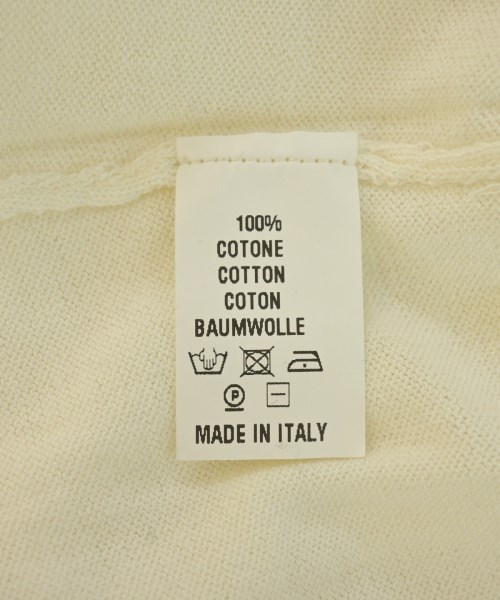 100%
COTONE
COTTON
COTON
BAUMWOLLE
P
MADE IN ITALY